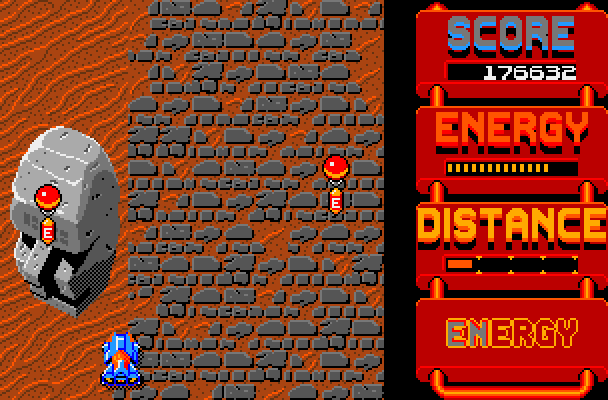 SCORE
176632
ENERGY
E
E
DISTANCE
ENERGY